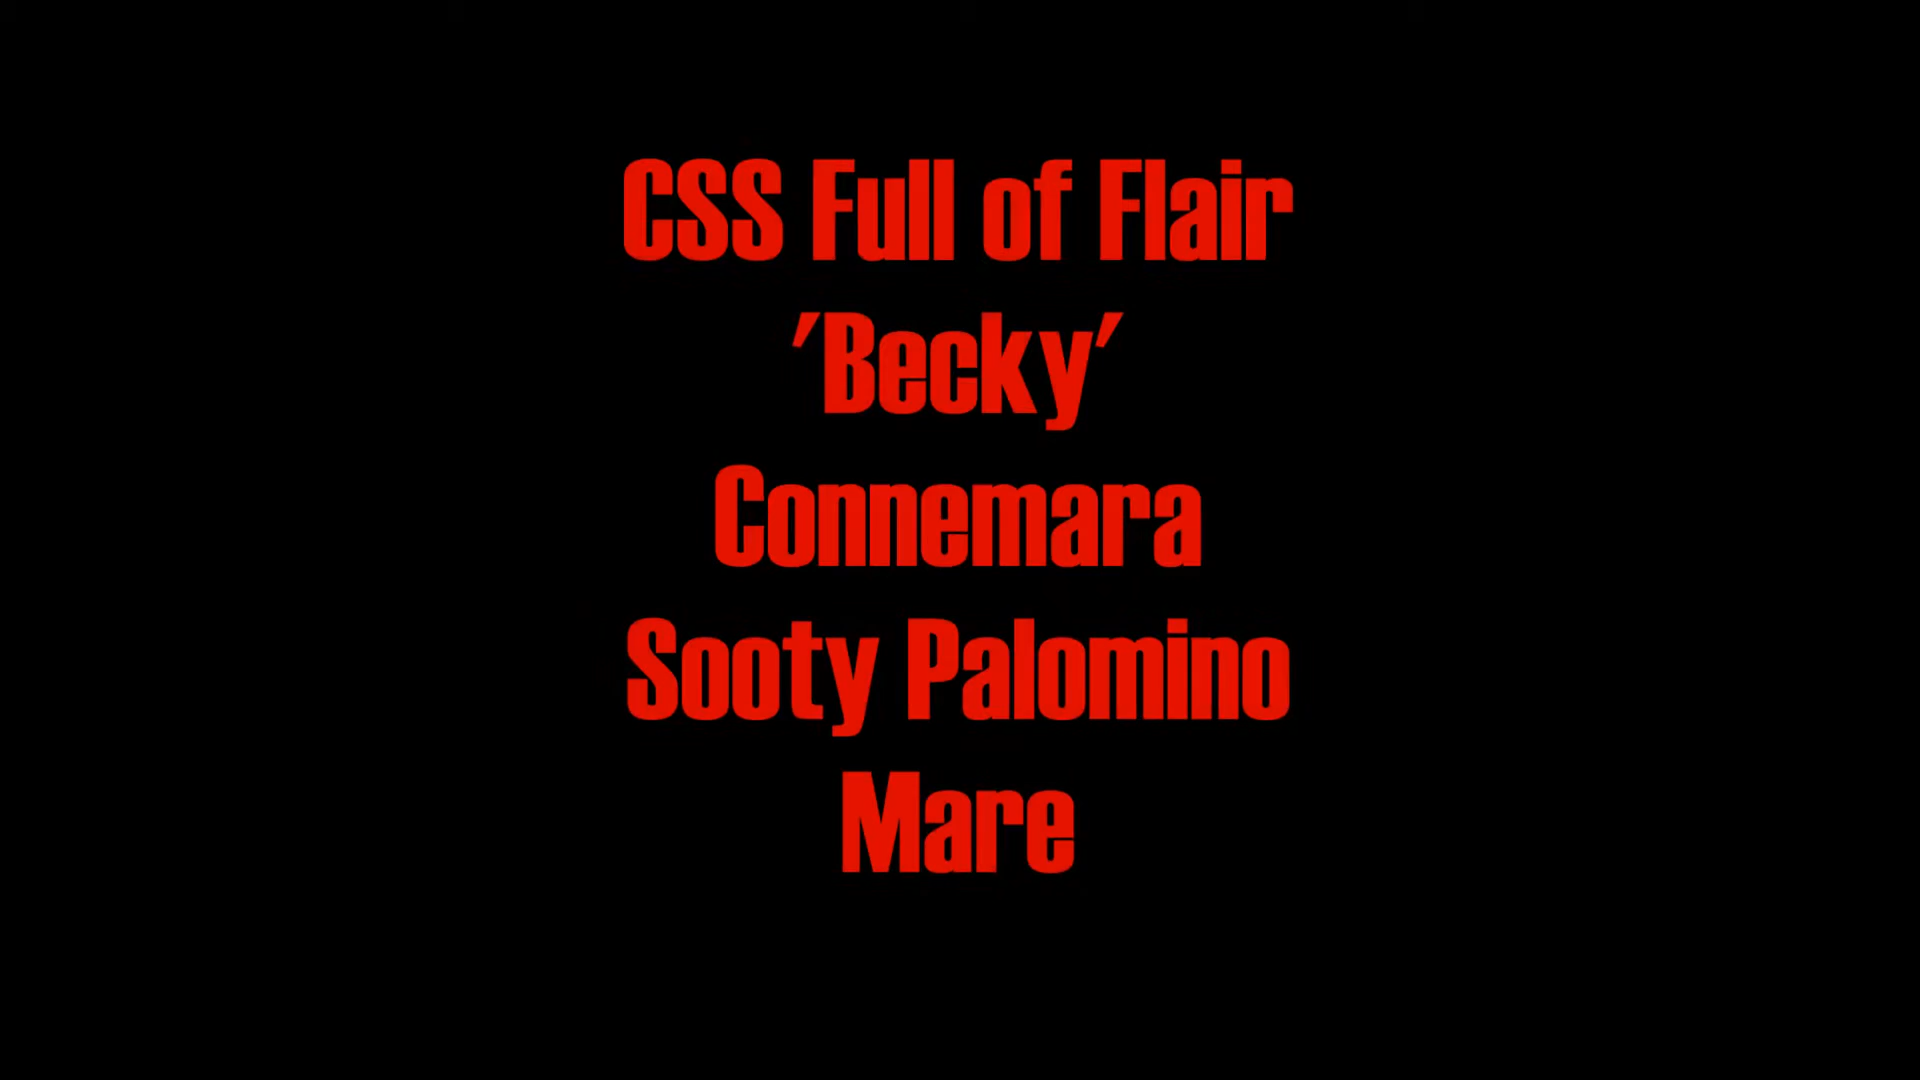 CSS Full of Flair
'Becky'
Connemara
Sooty Palomino
Mare